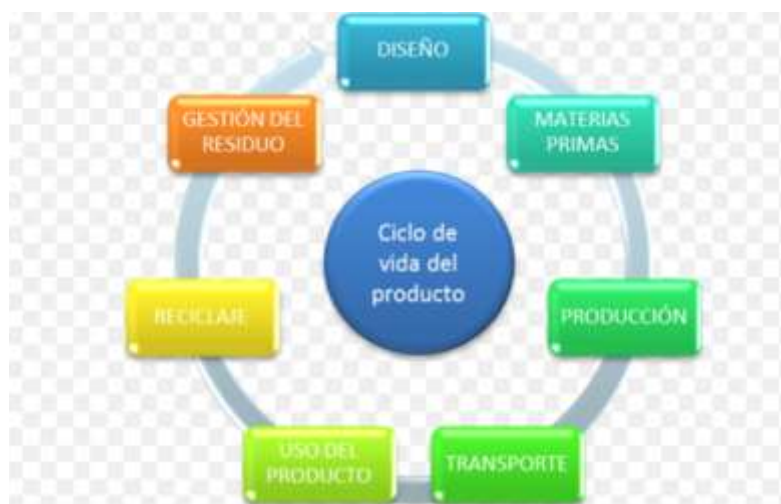 DISEÑO
MATERIAS
PRIMAS
PRODUCCIÓN
TRANSPORTE
USO DEL
PRODUCTO
RECICLAJE
GESTIÓN DEL
RESIDUO
Ciclo de
vida del
producto